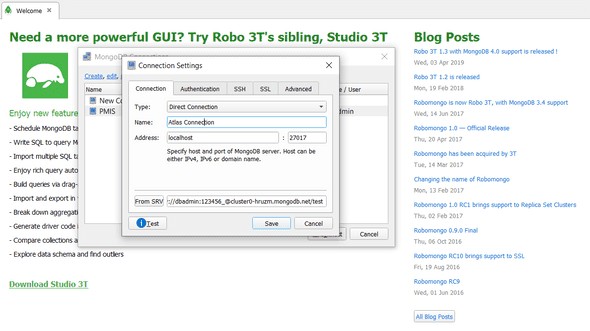 Welcome
Need a more powerful GUI? Try Robo 3T's sibling, Studio 3T
Enjoy new feature
- Schedule MongoDB ta
- Write SQL to query M
- Import multiple SQL ta
- Enjoy rich query auto
- Build queries via drag-
- Import and export in
- Break down aggregatio
- Generate driver code i
- Compare collections a
- Explore data schema and find outliers
Download Studio 3T
MongoDB Connections
Create, edit,
Name
/ User
New Co
PMIS
dmin
Cancel
Connection Settings
Connection
Authentication
SSH
SSL
Advanced
Type:
Direct Connection
Name:
Atlas Connection
Address:
localhost
:
27017
Specify host and port of MongoDB server. Host can
be either IPv4, IPv6 or domain name.
From SRV
://dbadmin:123456_@cluster0-hruzm.mongodb.net/test
Test
Save
Cancel
Blog Posts
Robo 3T 1.3 with MongoDB 4.0 support is released !
Wed, 03 Apr 2019
Robo 3T 1.2 is released
Mon, 19 Feb 2018
Robomongo is now Robo 3T, with MongoDB 3.4 support
Wed, 14 Jun 2017
Robomongo 1.0 — Official Release
Thu, 20 Apr 2017
Robomongo has been acquired by 3T
Tue, 14 Mar 2017
Changing the name of Robomongo
Mon, 13 Feb 2017
Robomongo 1.0 RC1 brings support to Replica Set Clusters
Thu, 02 Feb 2017
Robomongo 0.9.0 Final
Thu, 06 Oct 2016
Robomongo RC10 brings support to SSL
Fri, 19 Aug 2016
Robomongo RC9
Wed, 01 Jun 2016
All Blog Posts